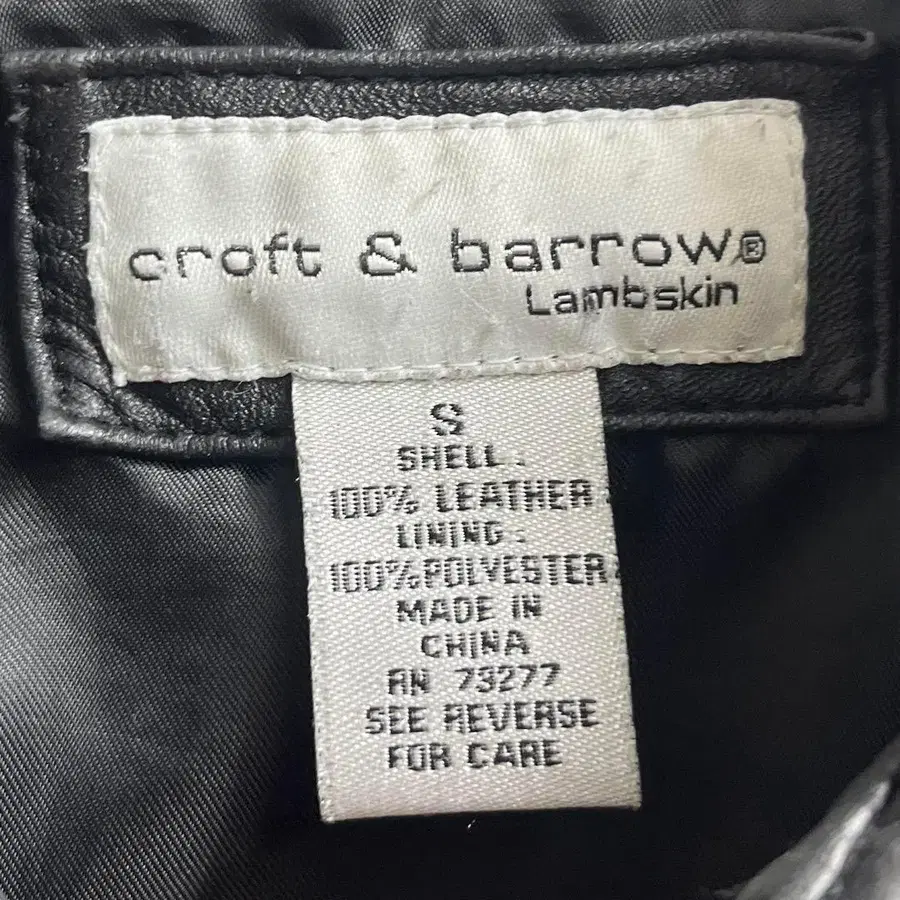 croft & barrow®
Lambskin
S
SHELL:
100% LEATHER
LINING:
100% POLYESTER
MADE IN
CHINA
RN 73277
SEE REVERSE
FOR CARE